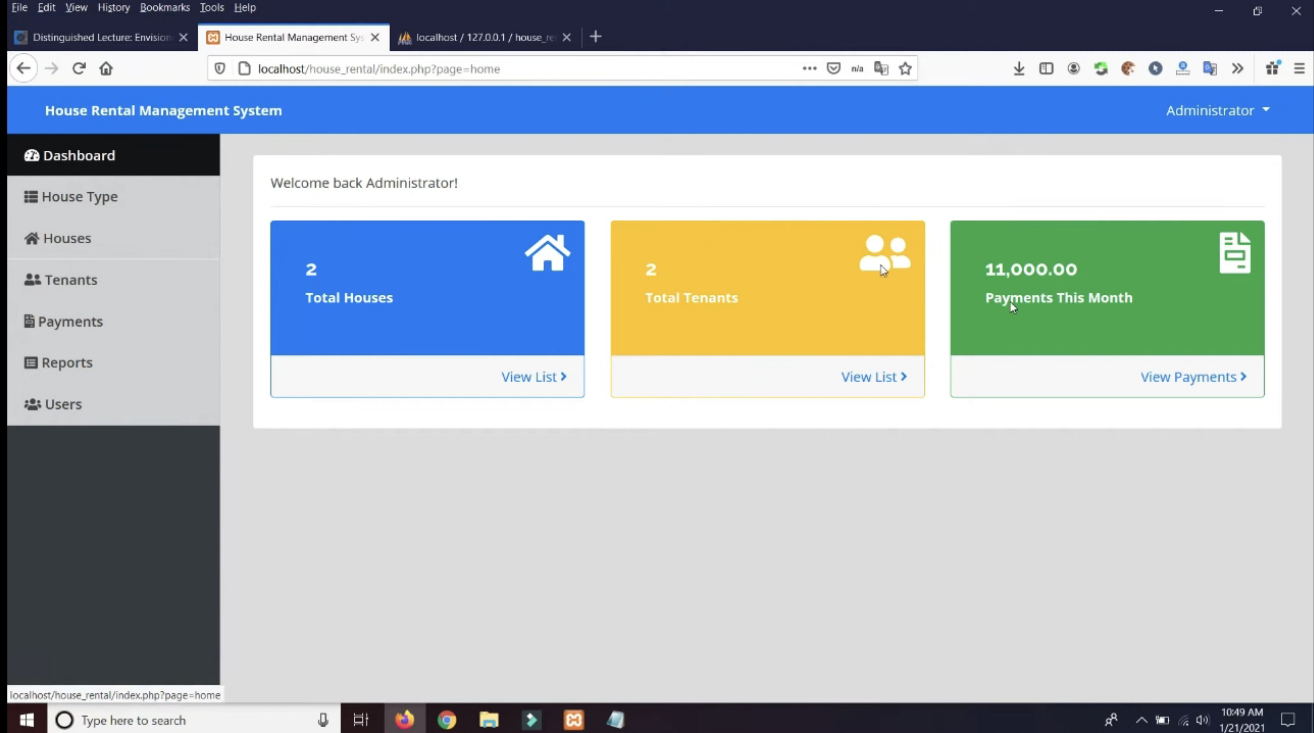 File Edit View History Bookmarks Tools Help
Distinguished Lecture: Envision
House Rental Management Sys
localhost / 127.0.0.1 / house_re
localhost/house_rental/index.php?page=home
n/a
House Rental Management System
Administrator
Dashboard
House Type
Houses
Tenants
Payments
Reports
Users
Welcome back Administrator!
2
Total Houses
View List
2
Total Tenants
View List
11,000.00
Payments This Month
View Payments
localhost/house_rental/index.php?page=home
Type here to search
10:49 AM
1/21/2021